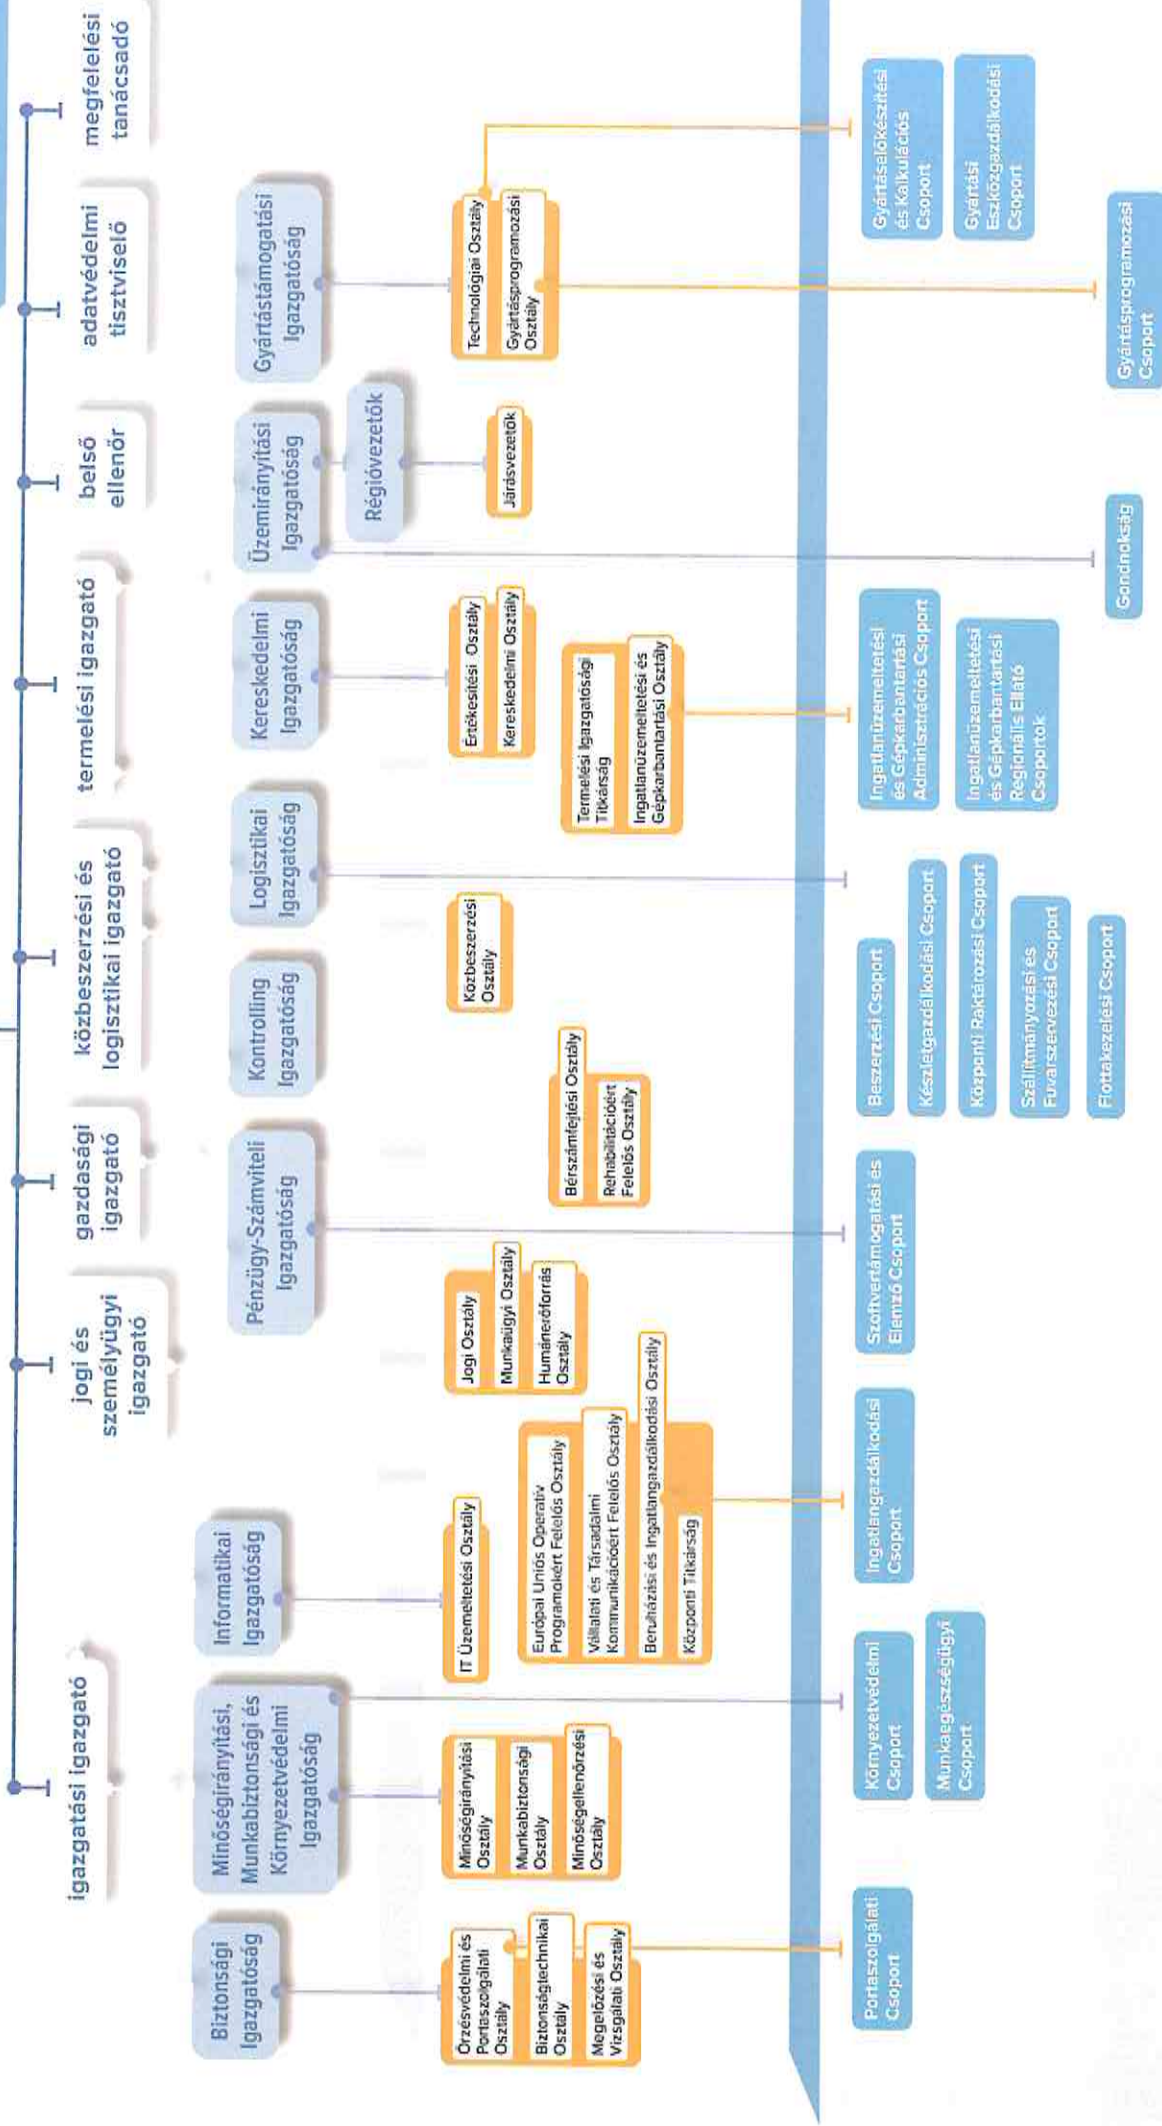 igazgatási igazgató
jogi és
személyügyi
igazgató
gazdasági
igazgató
közbeszerzési és
logisztikai igazgató
termelési igazgató
belső
ellenőr
adatvédelmi
tisztviselő
megfelelési
tanácsadó
Biztonsági
Igazgatóság
Minőségirányítási,
Munkabiztonsági és
Környezetvédelmi
Igazgatóság
Informatikai
Igazgatóság
Pénzügy-Számviteli
Igazgatóság
Kontrolling
Igazgatóság
Logisztikai
Igazgatóság
Kereskedelmi
Igazgatóság
Üzemirányítási
Igazgatóság
Régióvezetők
Gyártástámogatási
Igazgatóság
Őrzésvédelmi és
Portaszolgálati
Osztály
Biztonságtechnikai
Osztály
Megelőzési és
Vizsgálati Osztály
Minőségirányítási
Osztály
Munkabiztonsági
Osztály
Minőségellenőrzési
Osztály
IT Üzemeltetési Osztály
Európai Uniós Operatív
Programokért Felelős Osztály
Vállalati és Társadalmi
Kommunikációért Felelős Osztály
Beruházási és Ingatlangazdálkodási Osztály
Központi Titkárság
Jogi Osztály
Munkaügyi Osztály
Humánerőforrás
Osztály
Bérszámfejtési Osztály
Rehabilitációért
Felelős Osztály
Közbeszerzési
Osztály
Értékesítési Osztály
Kereskedelmi Osztály
Termelési Igazgatósági
Titkárság
Ingatlanüzemeltetési és
Gépkarbantartási Osztály
Járásvezetők
Technológiai Osztály
Gyártásprogramozási
Osztály
Portaszolgálati
Csoport
Környezetvédelmi
Csoport
Munkaegészségügyi
Csoport
Ingatlangazdálkodási
Csoport
Szoftvertámogatási és
Elemző Csoport
Beszerzési Csoport
Készletgazdálkodási Csoport
Központi Raktározási Csoport
Szállítmányozási és
Fuvarszervezési Csoport
Flottakezelési Csoport
Ingatlanüzemeltetési
és Gépkarbantartási
Adminisztrációs Csoport
Ingatlanüzemeltetési
és Gépkarbantartási
Regionális Ellátó
Csoportok
Gondnokság
Gyártáselőkészítési
és Kalkulációs
Csoport
Gyártási
Eszközgazdálkodási
Csoport
Gyártásprogramozási
Csoport